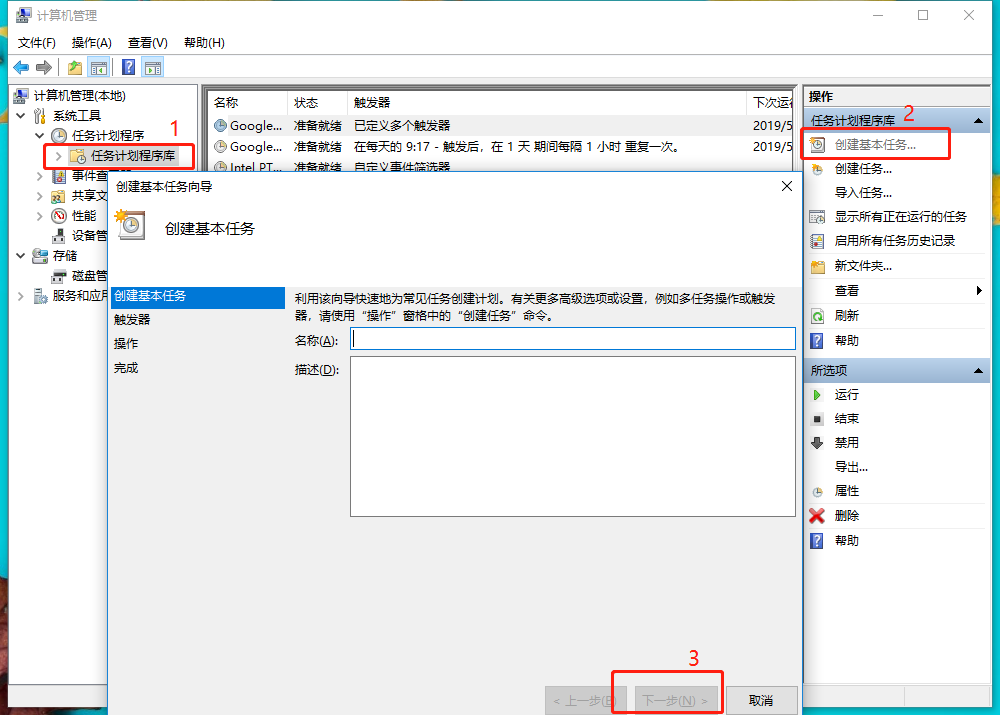 计算机管理
文件(F) 操作(A) 查看(V) 帮助(H)
计算机管理(本地)
系统工具
任务计划程序
1
任务计划程序库
事件查
共享文
性能
设备管
存储
磁盘管
服务和应用
名称 状态 触发器 下次运行
Google... 准备就绪 已定义多个触发器 2019/5
Google... 准备就绪 在每天的 9:17 - 触发后，在 1 天 期间每隔 1 小时 重复一次。 2019/5
Intel PT... 准备就绪 自定义事件筛选器
创建基本任务向导
创建基本任务
创建基本任务
触发器
操作
完成
利用该向导快速地为常见任务创建计划。有关更多高级选项或设置，例如多任务操作或触发
器，请使用“操作”窗格中的“创建任务”命令。
名称(A):
描述(D):
3
< 上一步(B) 下一步(N) > 取消
操作
任务计划程序库
2
创建基本任务...
创建任务...
导入任务...
显示所有正在运行的任务
启用所有任务历史记录
新文件夹...
查看
刷新
帮助
所选项
运行
结束
禁用
导出...
属性
删除
帮助